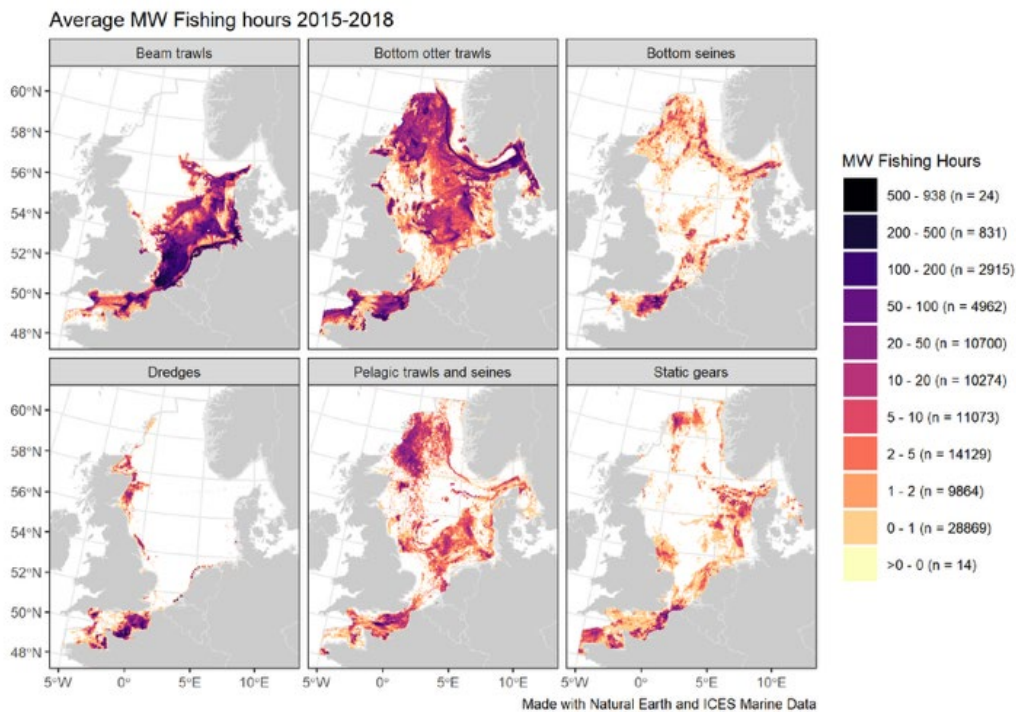 Average MW Fishing hours 2015-2018
Beam trawls
Bottom otter trawls
Bottom seines
60°N
58°N
56°N
54°N
52°N
50°N
48°N
Dredges
Pelagic trawls and seines
Static gears
60°N
58°N
56°N
54°N
52°N
50°N
48°N
5°W 0° 5°E 10°E
5°W 0° 5°E 10°E
5°W 0° 5°E 10°E
MW Fishing Hours
500 - 938 (n = 24)
200 - 500 (n = 831)
100 - 200 (n = 2915)
50 - 100 (n = 4962)
20 - 50 (n = 10700)
10 - 20 (n = 10274)
5 - 10 (n = 11073)
2 - 5 (n = 14129)
1 - 2 (n = 9864)
0 - 1 (n = 28869)
>0 - 0 (n = 14)
Made with Natural Earth and ICES Marine Data